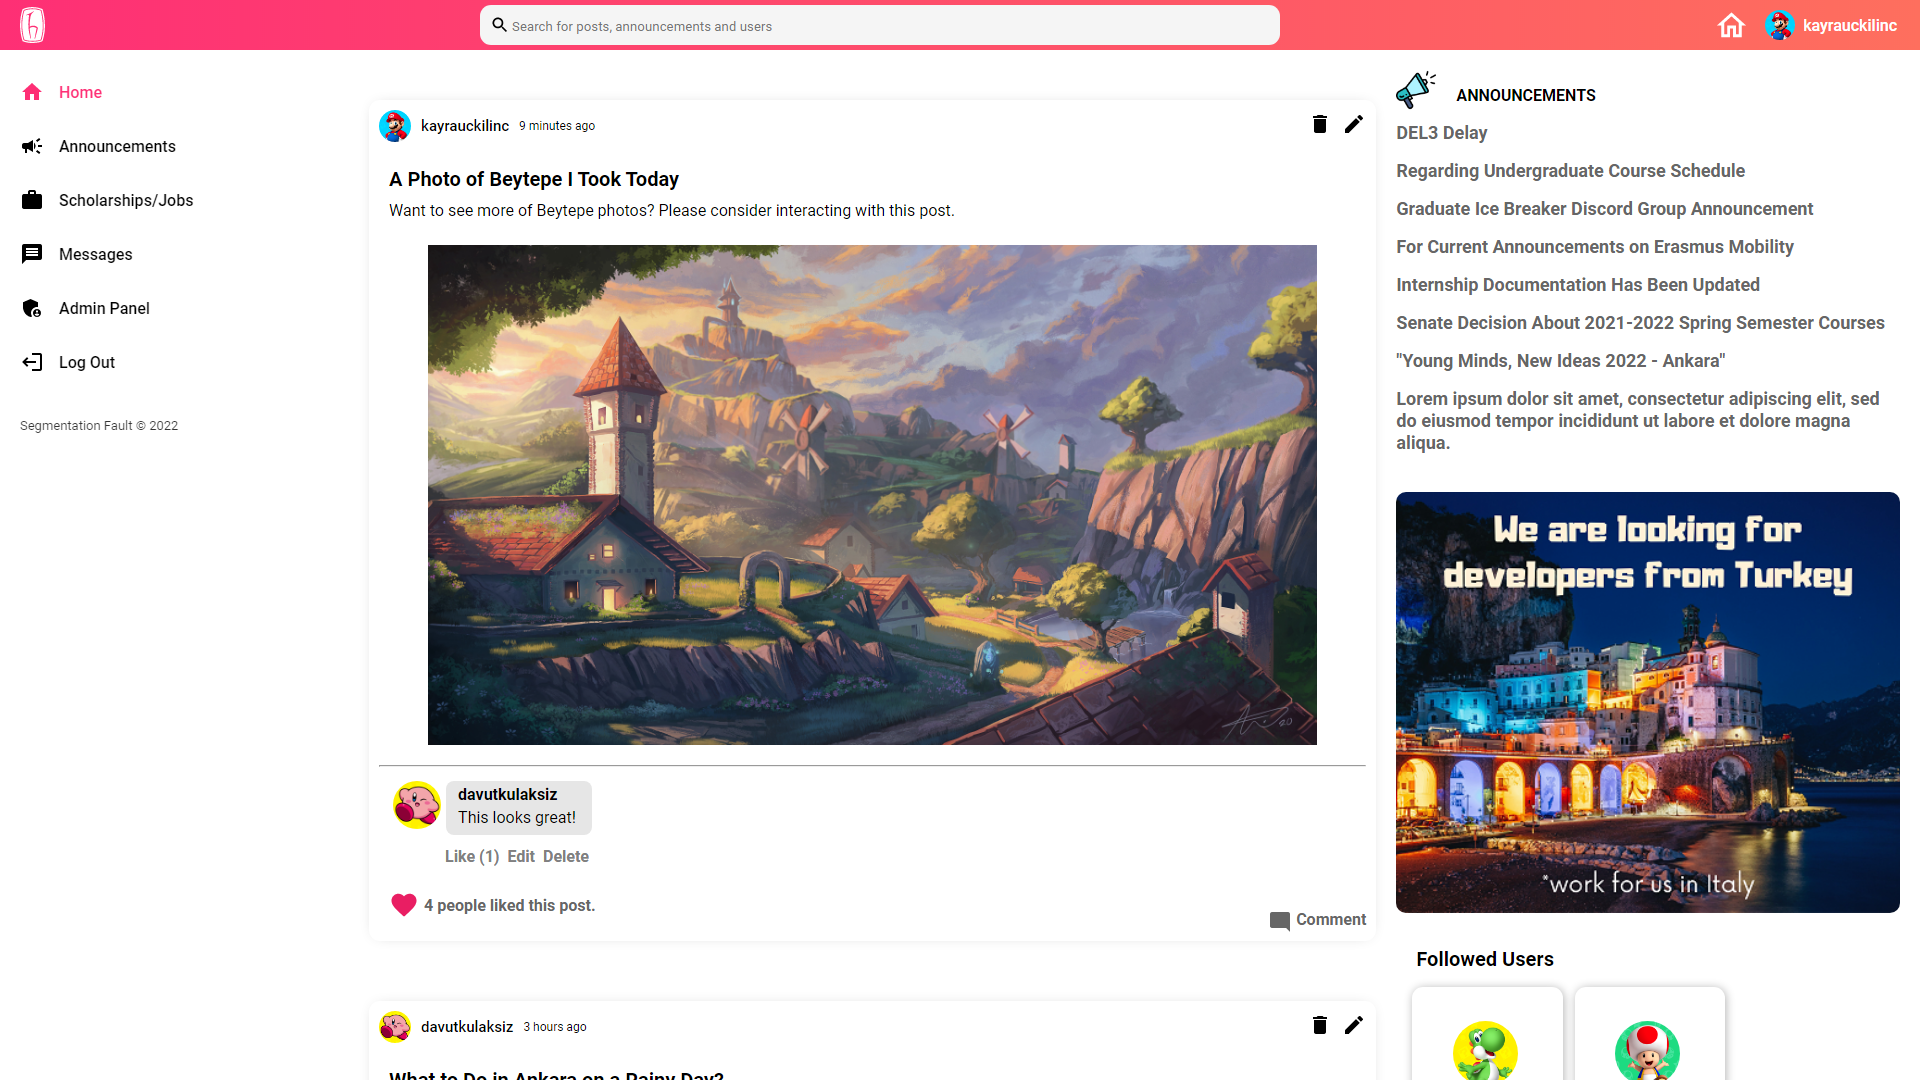 Search for posts, announcements and users
kayrauckilinc
Home
Announcements
Scholarships/Jobs
Messages
Admin Panel
Log Out
Segmentation Fault © 2022
kayrauckilinc 9 minutes ago
A Photo of Beytepe I Took Today
Want to see more of Beytepe photos? Please consider interacting with this post.
davutkulaksiz
This looks great!
Like (1) Edit Delete
4 people liked this post.
Comment
davutkulaksiz 3 hours ago
What to Do in Ankara on a Rainy Day?
ANNOUNCEMENTS
DEL3 Delay
Regarding Undergraduate Course Schedule
Graduate Ice Breaker Discord Group Announcement
For Current Announcements on Erasmus Mobility
Internship Documentation Has Been Updated
Senate Decision About 2021-2022 Spring Semester Courses
"Young Minds, New Ideas 2022 - Ankara"
Lorem ipsum dolor sit amet, consectetur adipiscing elit, sed
do eiusmod tempor incididunt ut labore et dolore magna
aliqua.
We are looking for
developers from Turkey
*work for us in Italy
Followed Users